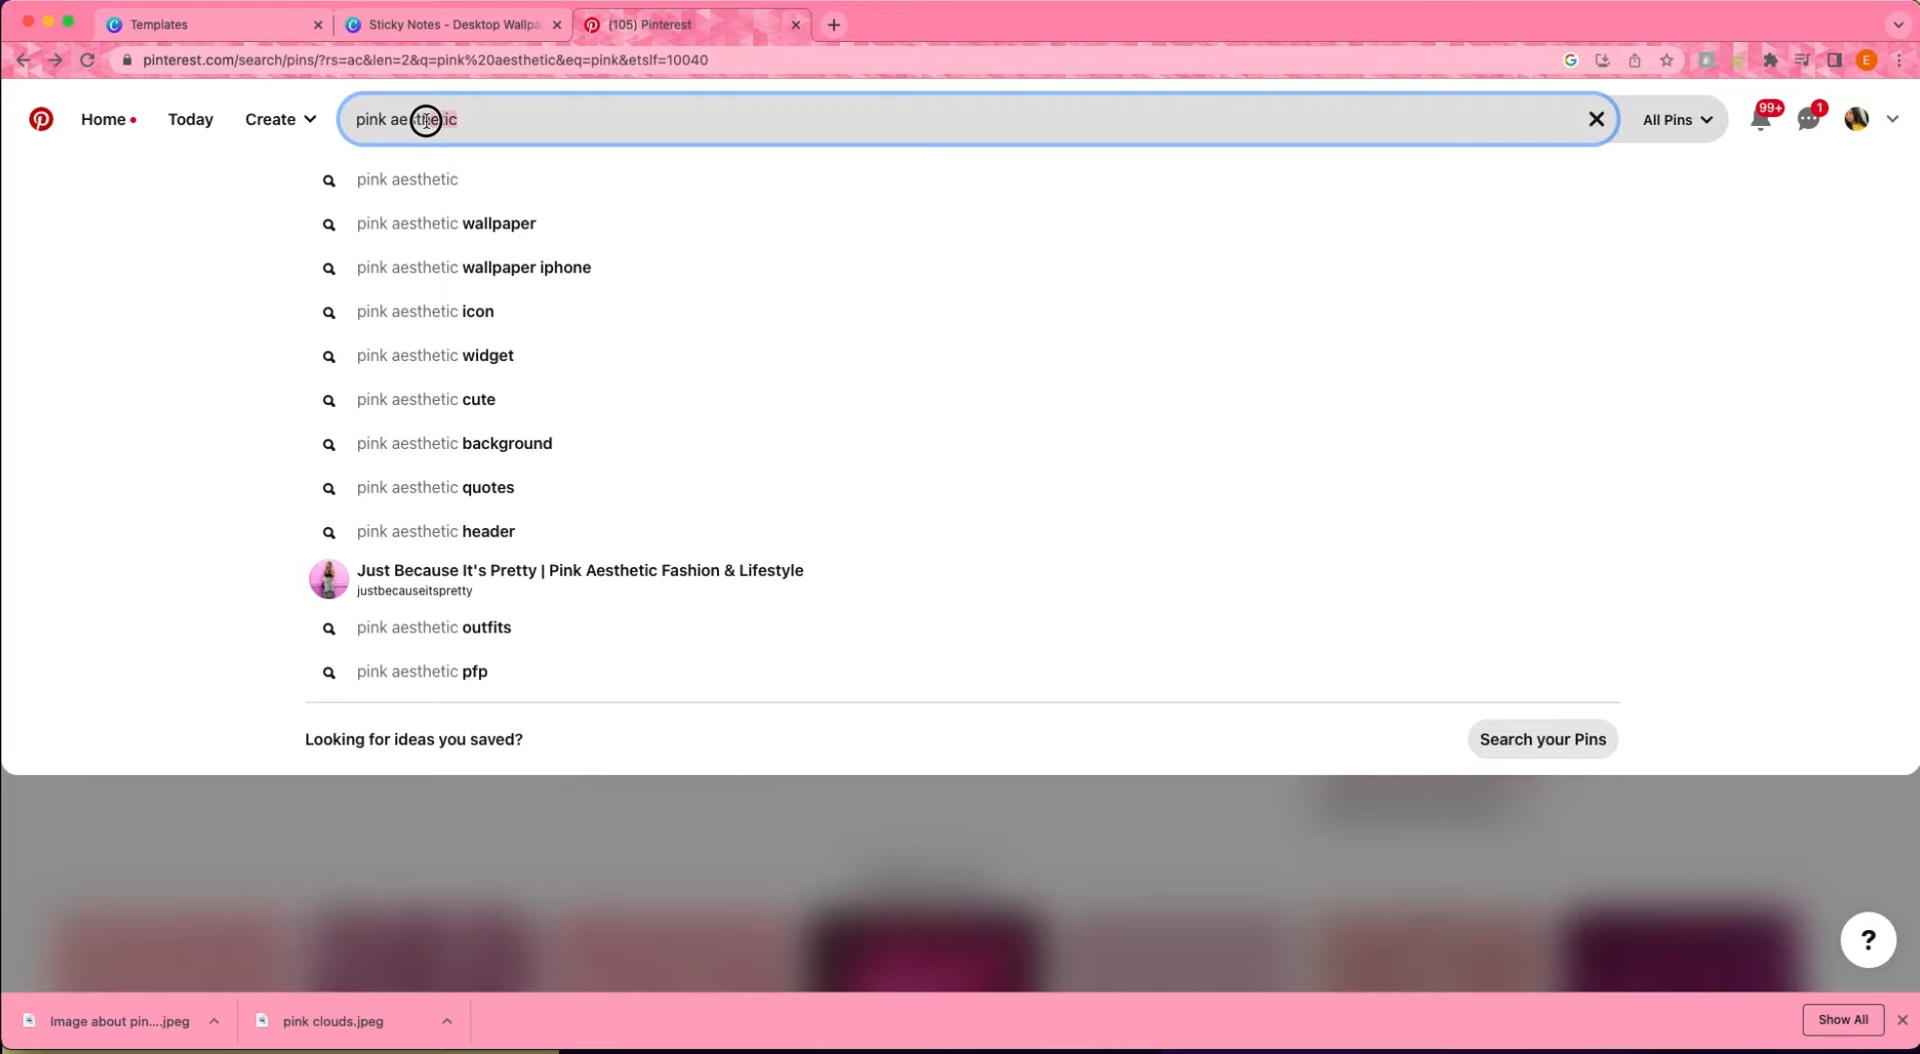 Templates
Sticky Notes - Desktop Wallpa
(105) Pinterest
pinterest.com/search/pins/?rs=ac&len=2&q=pink%20aesthetic&eq=pink&etslf=10040
E
Home
Today
Create
pink aesthetic
All Pins
99+
1
pink aesthetic
pink aesthetic wallpaper
pink aesthetic wallpaper iphone
pink aesthetic icon
pink aesthetic widget
pink aesthetic cute
pink aesthetic background
pink aesthetic quotes
pink aesthetic header
Just Because It's Pretty | Pink Aesthetic Fashion & Lifestyle
justbecauseitspretty
pink aesthetic outfits
pink aesthetic pfp
Looking for ideas you saved?
Search your Pins
?
Image about pin....jpeg
pink clouds.jpeg
Show All